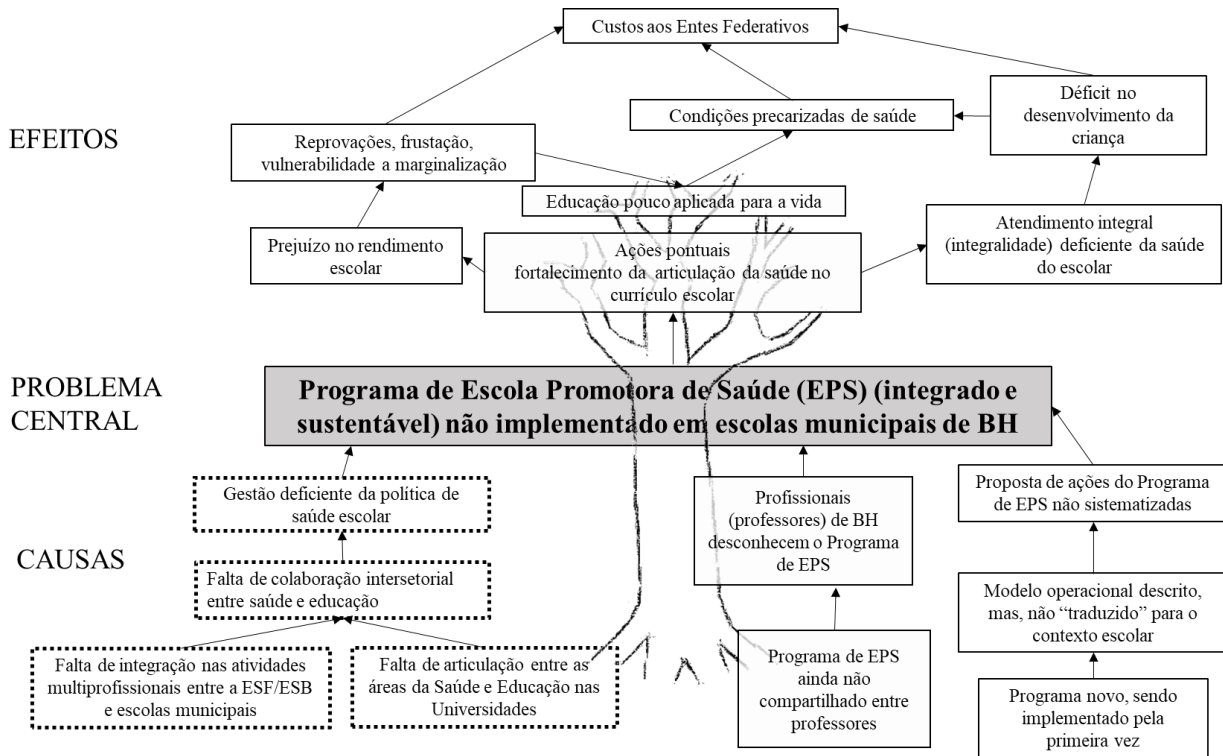 Custos aos Entes Federativos
EFEITOS
Reprovações, frustação,
vulnerabilidade a marginalização
Condições precarizadas de saúde
Déficit no
desenvolvimento da
criança
Educação pouco aplicada para a vida
Prejuízo no rendimento
escolar
Ações pontuais
fortalecimento da articulação da saúde no
currículo escolar
Atendimento integral
(integralidade) deficiente da saúde
do escolar
PROBLEMA
CENTRAL
Programa de Escola Promotora de Saúde (EPS) (integrado e
sustentável) não implementado em escolas municipais de BH
CAUSAS
Gestão deficiente da política de
saúde escolar
Falta de colaboração intersetorial
entre saúde e educação
Falta de integração nas atividades
multiprofissionais entre a ESF/ESB
e escolas municipais
Falta de articulação entre as
áreas da Saúde e Educação nas
Universidades
Profissionais
(professores) de BH
desconhecem o Programa
de EPS
Programa de EPS
ainda não
compartilhado entre
professores
Proposta de ações do Programa
de EPS não sistematizadas
Modelo operacional descrito,
mas, não “traduzido” para o
contexto escolar
Programa novo, sendo
implementado pela
primeira vez